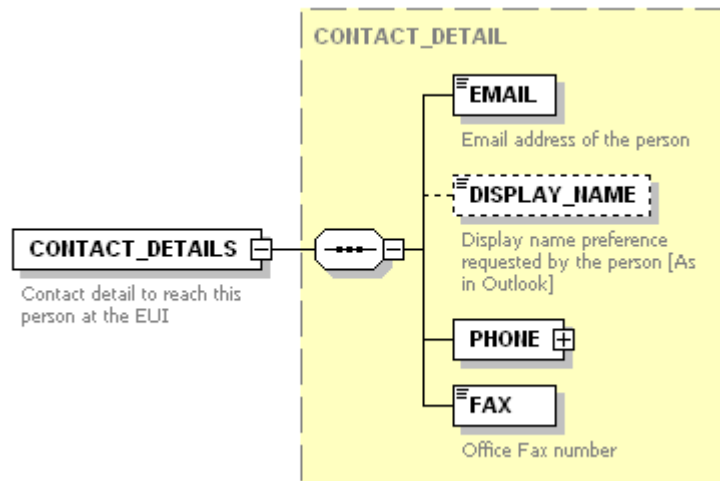 CONTACT_DETAIL
EMAIL
Email address of the person
DISPLAY_NAME
Display name preference
requested by the person [As
in Outlook]
CONTACT_DETAILS
Contact detail to reach this
person at the EUI
PHONE
FAX
Office Fax number